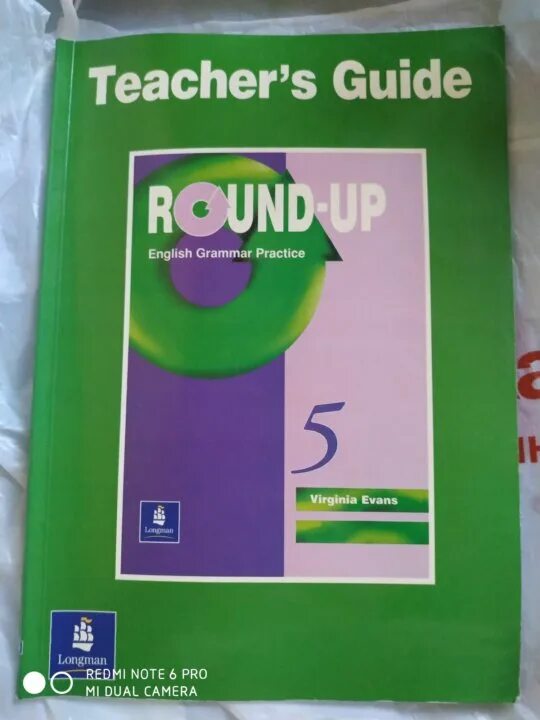 Teacher's Guide
ROUND-UP
English Grammar Practice
5
Virginia Evans
Longman
Longman
REDMI NOTE 6 PRO
MI DUAL CAMERA